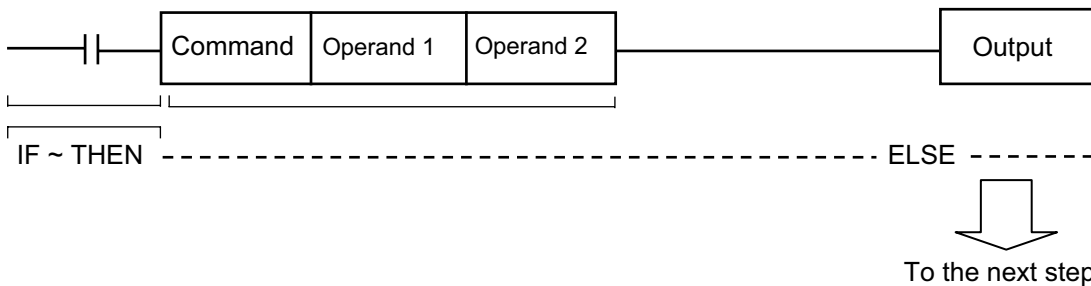 Command Operand 1 Operand 2 Output
IF ~ THEN ELSE
To the next step